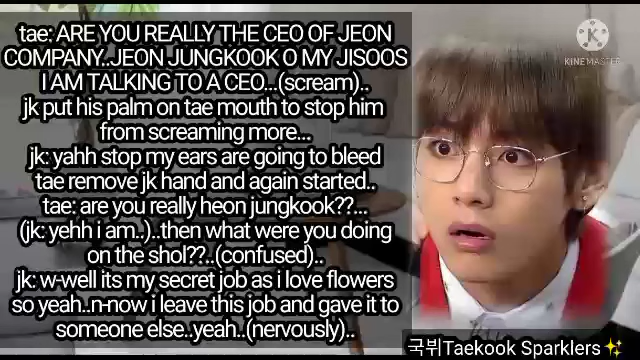 tae: ARE YOU REALLY THE CEO OF JEON
COMPANY..JEON JUNGKOOK O MY JISOOS
I AM TALKING TO A CEO...(scream)..
jk put his palm on tae mouth to stop him
from screaming more...
jk: yahh stop my ears are going to bleed
tae remove jk hand and again started..
tae: are you really heon jungkook??...
(jk: yehh i am..)..then what were you doing
on the shol??..(confused)..
jk: w-well its my secret job as i love flowers
so yeah..n-now i leave this job and gave it to
someone else..yeah..(nervously)..
KINEMASTER
국뷔Taekook Sparklers✨